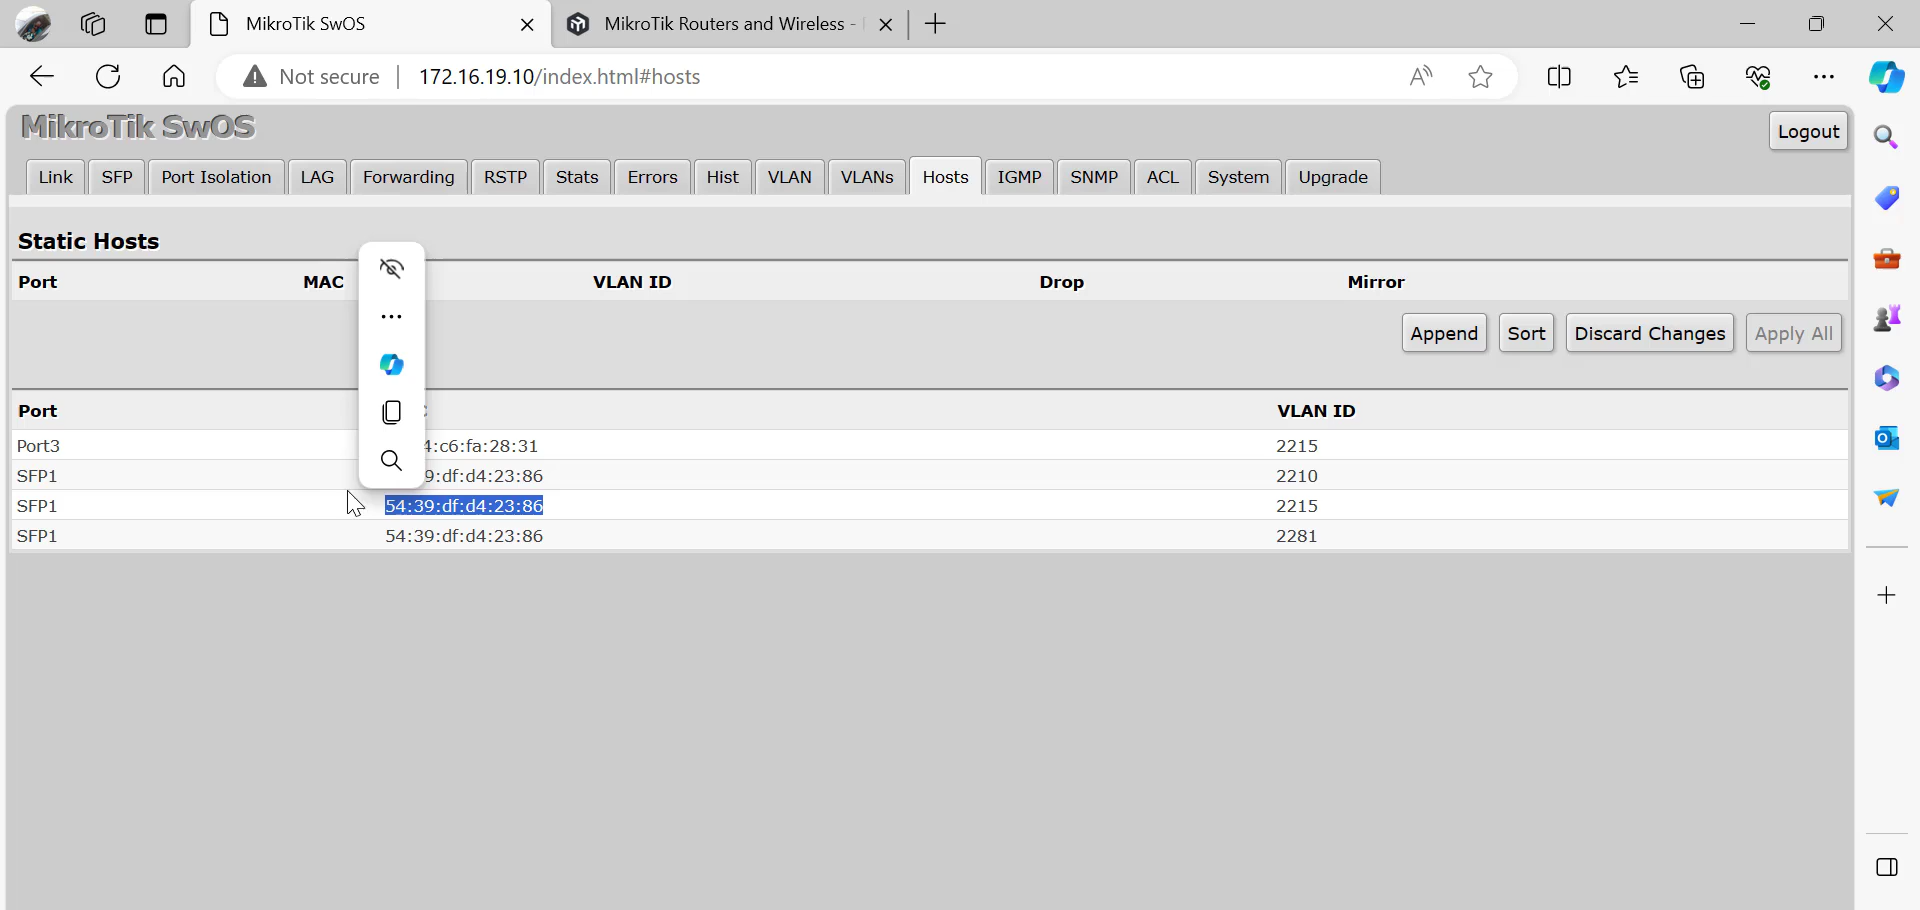 MikroTik SwOS
MikroTik Routers and Wireless -
Not secure
172.16.19.10/index.html#hosts
MikroTik SwOS
Logout
Link SFP Port Isolation LAG Forwarding RSTP Stats Errors Hist VLAN VLANs Hosts IGMP SNMP ACL System Upgrade
Static Hosts
Port MAC VLAN ID Drop Mirror
Append Sort Discard Changes Apply All
Port VLAN ID
Port3 :c6:fa:28:31 2215
SFP1 :df:d4:23:86 2210
SFP1 54:39:df:d4:23:86 2215
SFP1 54:39:df:d4:23:86 2281